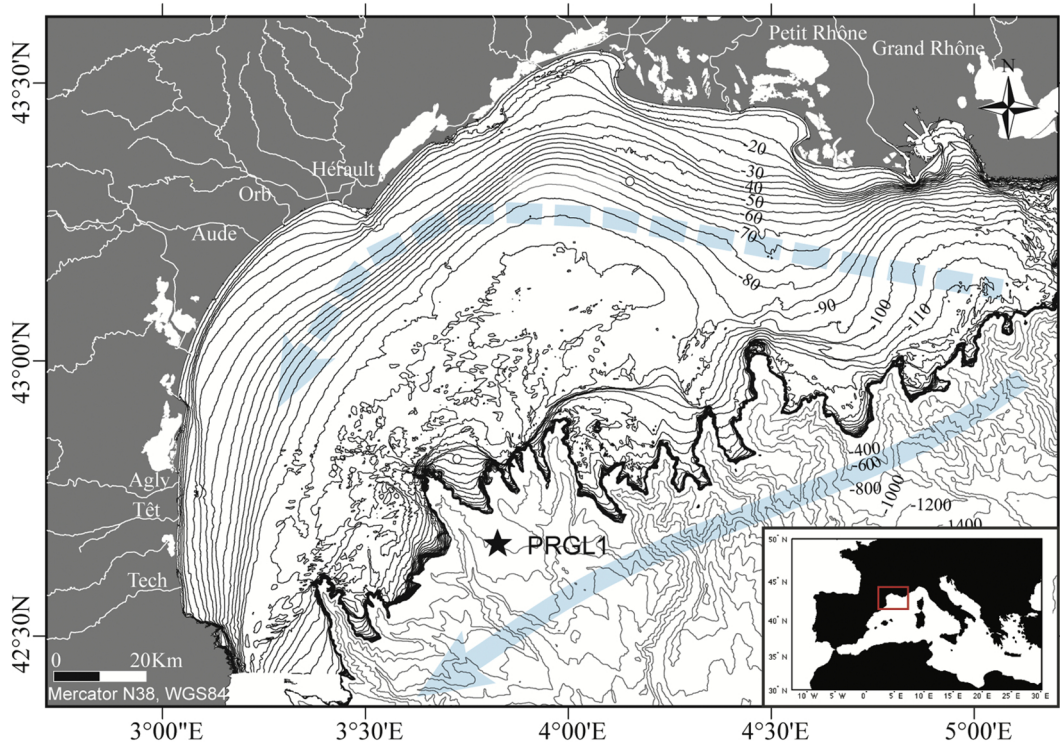 Petit Rhône
Grand Rhône
N
43°30'N
Hérault
Orb
Aude
-20
-30
-40
-50
-60
-70
-80
-90
-100
-110
43°00'N
-400
-600
-800
-1000
-1200
-1400
Agly
Têt
PRGL1
Tech
42°30'N
0 20Km
Mercator N38, WGS84
50°N
45°N
40°N
35°N
30°N
10°W 5°W 0° 5°E 10°E 15°E 20°E 25°E 30°E
3°00''E 3°30'E 4°00''E 4°30'E 5°00''E